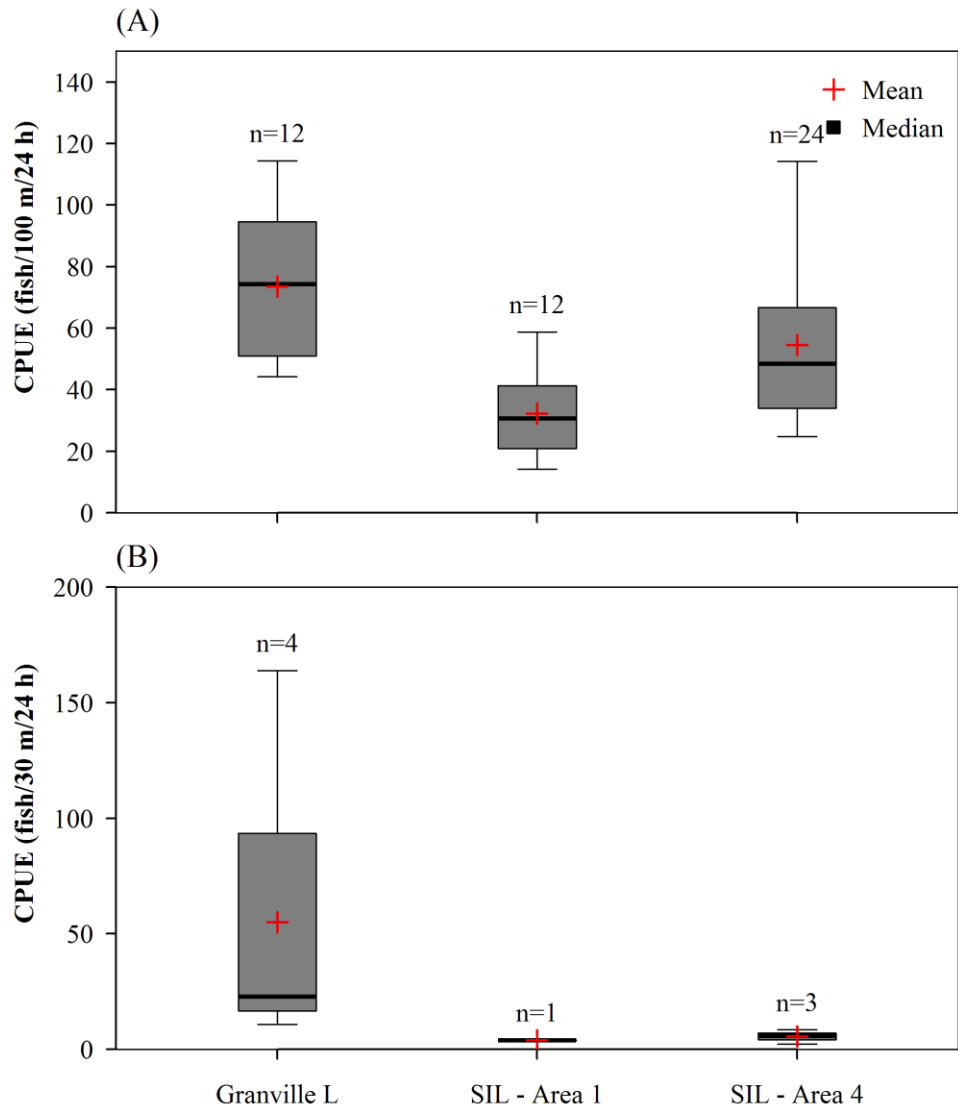 (A)
CPUE (fish/100 m/24 h)
140
120
100
80
60
40
20
0
n=12
n=12
n=24
Mean
Median
(B)
CPUE (fish/30 m/24 h)
200
150
100
50
0
n=4
n=1
n=3
Granville L
SIL - Area 1
SIL - Area 4